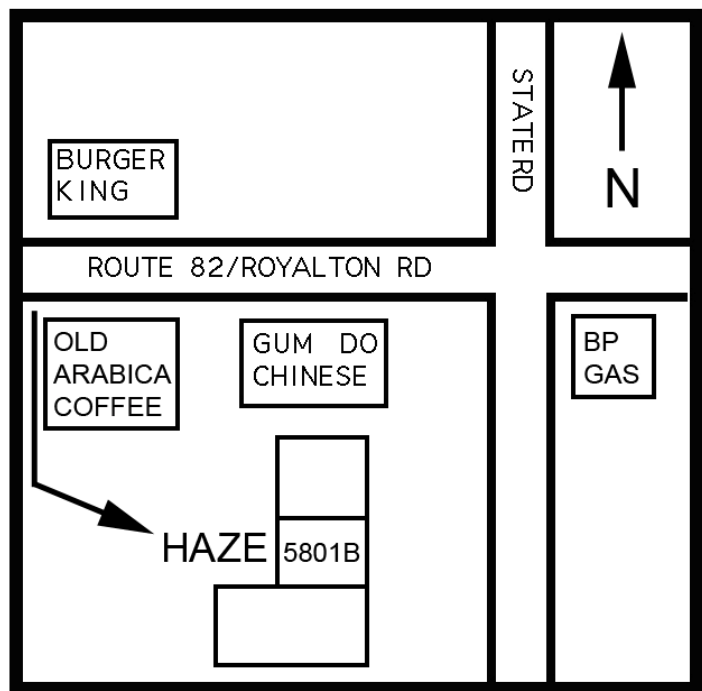 STATE RD
N
BURGER
KING
ROUTE 82/ROYALTON RD
OLD
ARABICA
COFFEE
GUM DO
CHINESE
BP
GAS
HAZE
5801B